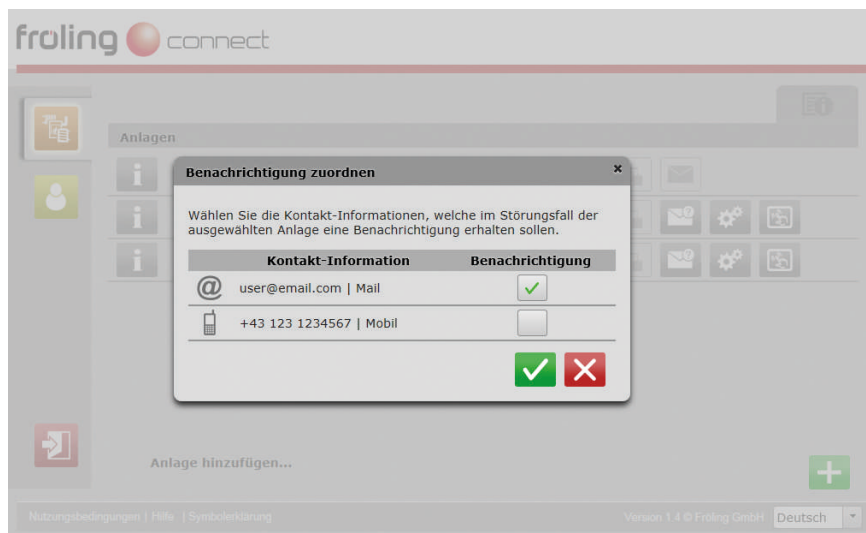 fröling connect
Anlagen
Benachrichtigung zuordnen
Wählen Sie die Kontakt-Informationen, welche im Störungsfall der
ausgewählten Anlage eine Benachrichtigung erhalten sollen.
Kontakt-Information Benachrichtigung
user@email.com | Mail
+43 123 1234567 | Mobil
Anlage hinzufügen...
Nutzungsbedingungen | Hilfe | Symbolerklärung Version 1.4 © Fröling GmbH Deutsch